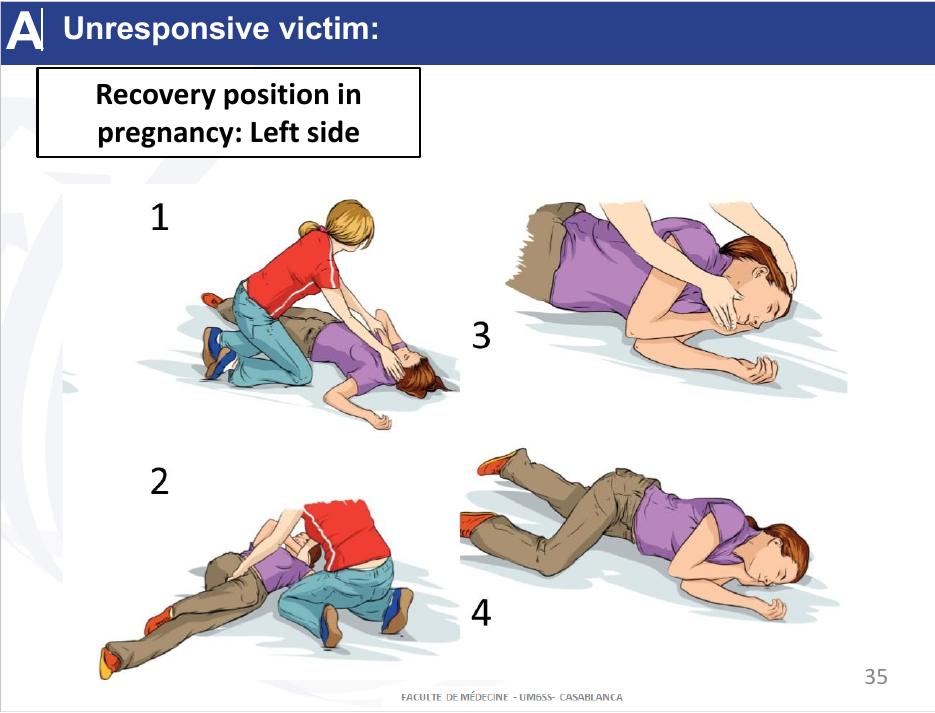 A Unresponsive victim:
Recovery position in
pregnancy: Left side
1
3
2
4
35
FACULTE DE MÉDECINE - UM6SS- CASABLANCA